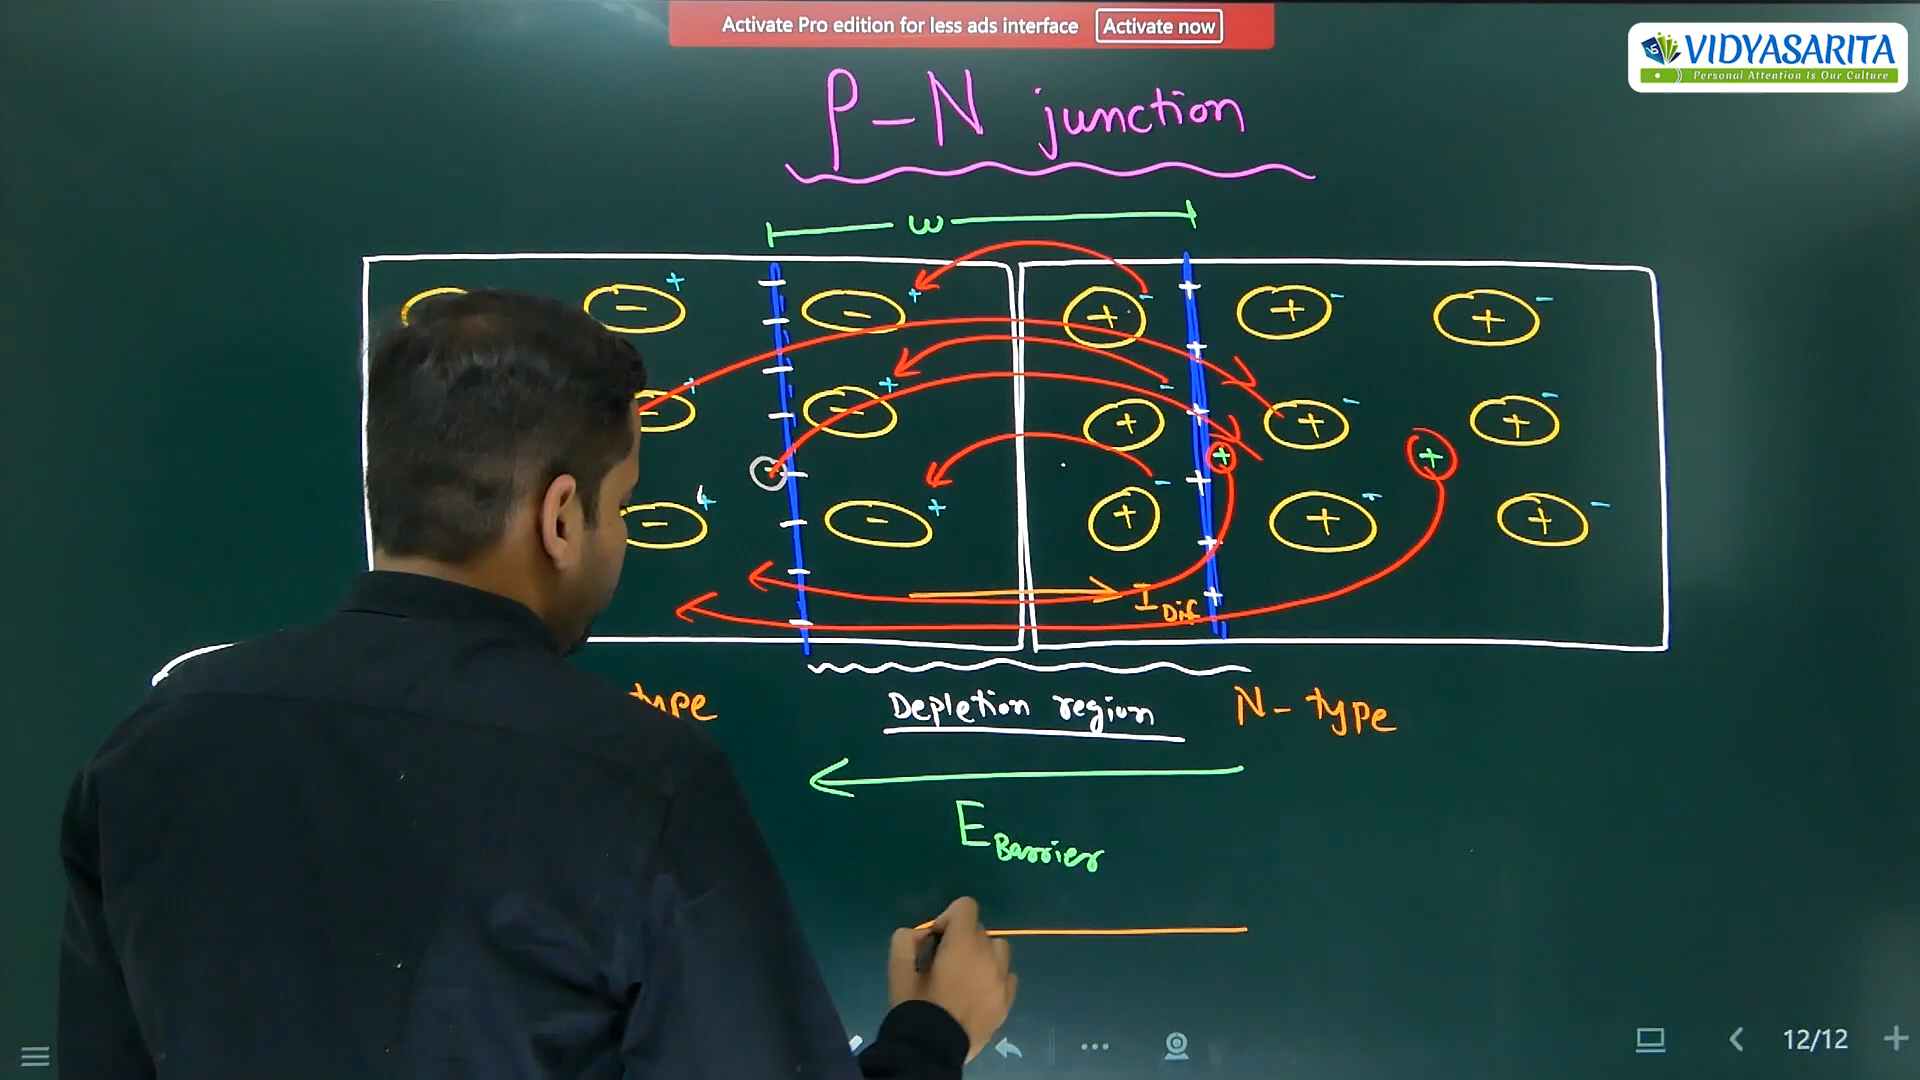 Activate Pro edition for less ads interface Activate now
VIDYASARITA
Personal Attention Is Our Culture
P-N junction
w
- + - + - + + - + - + -
- + - + + - + - + -
+ + +
- + - + + - + - + -
I Dif
type Depletion region N-type
E Barrier
12/12